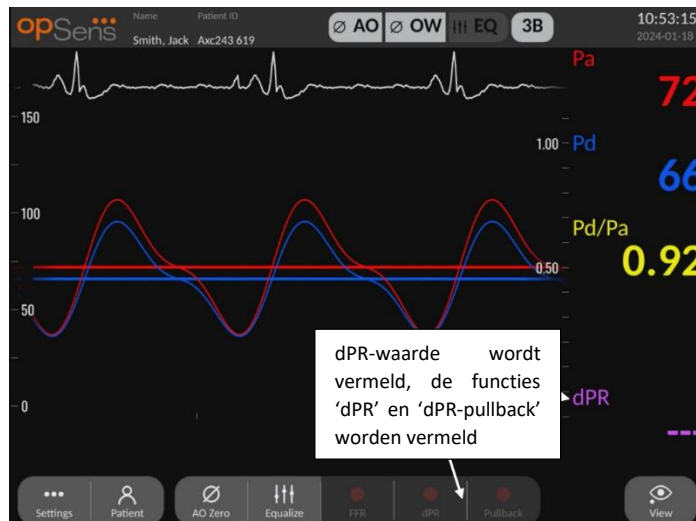 opSens
Name
Smith, Jack
Patient ID
Axc243 619
AO
OW
EQ
3B
10:53:15
2024-01-18
Pa
72
150
1.00
Pd
66
100
Pd/Pa
0.92
0.50
50
dPR-waarde wordt
vermeld, de functies
‘dPR’ en ‘dPR-pullback’
worden vermeld
dPR
---
0
Settings
Patient
AO Zero
Equalize
FFR
dPR
Pullback
View